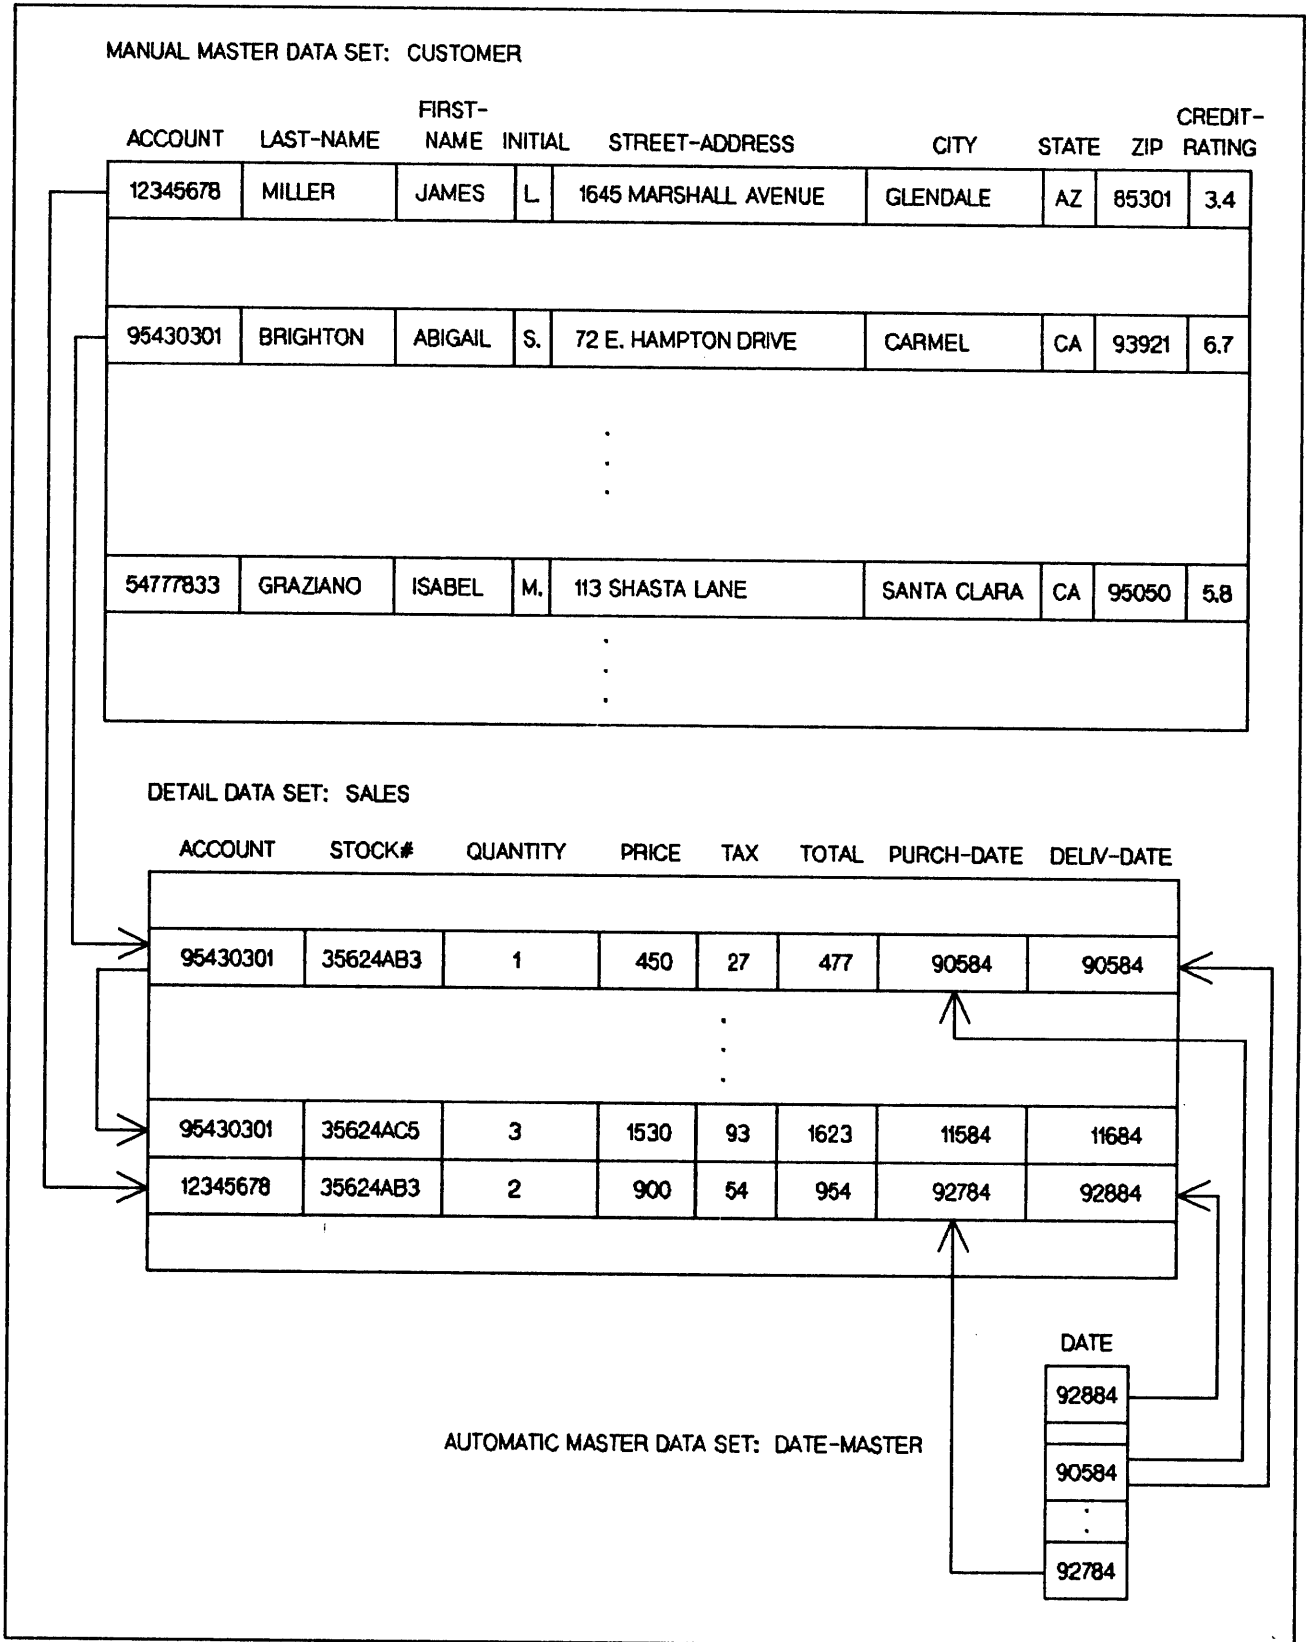 MANUAL MASTER DATA SET: CUSTOMER
FIRST- CREDIT-
ACCOUNT LAST-NAME NAME INITIAL STREET-ADDRESS CITY STATE ZIP RATING
12345678 MILLER JAMES L. 1645 MARSHALL AVENUE GLENDALE AZ 85301 3.4
95430301 BRIGHTON ABIGAIL S. 72 E. HAMPTON DRIVE CARMEL CA 93921 6.7
54777833 GRAZIANO ISABEL M. 113 SHASTA LANE SANTA CLARA CA 95050 5.8
DETAIL DATA SET: SALES
ACCOUNT STOCK# QUANTITY PRICE TAX TOTAL PURCH-DATE DELIV-DATE
95430301 35624AB3 1 450 27 477 90584 90584
95430301 35624AC5 3 1530 93 1623 11584 11684
12345678 35624AB3 2 900 54 954 92784 92884
DATE
92884
AUTOMATIC MASTER DATA SET: DATE-MASTER
90584
92784